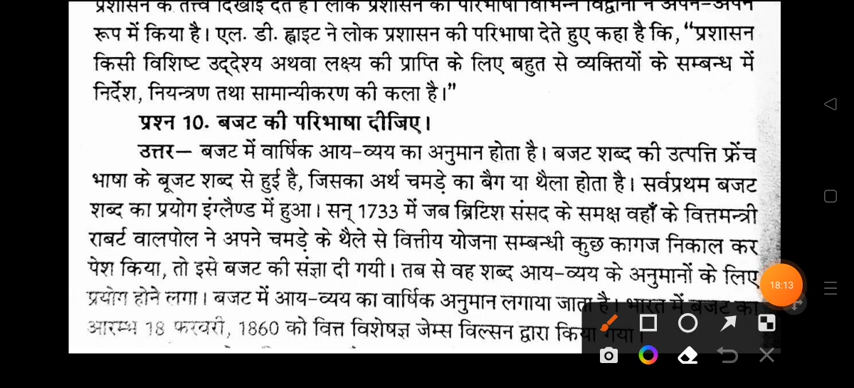 प्रशासन के तत्त्व दिखाई देते हैं। लोक प्रशासन की परिभाषा विभिन्न विद्वानों ने अपने-अपने
रूप में किया है। एल. डी. ह्वाइट ने लोक प्रशासन की परिभाषा देते हुए कहा है कि, “प्रशासन
किसी विशिष्ट उद्देश्य अथवा लक्ष्य की प्राप्ति के लिए बहुत से व्यक्तियों के सम्बन्ध में
निर्देश, नियन्त्रण तथा सामान्यीकरण की कला है।”
प्रश्न 10. बजट की परिभाषा दीजिए।
उत्तर— बजट में वार्षिक आय-व्यय का अनुमान होता है। बजट शब्द की उत्पत्ति फ्रेंच
भाषा के बूजट शब्द से हुई है, जिसका अर्थ चमड़े का बैग या थैला होता है। सर्वप्रथम बजट
शब्द का प्रयोग इंग्लैण्ड में हुआ। सन् 1733 में जब ब्रिटिश संसद के समक्ष वहाँ के वित्तमन्त्री
राबर्ट वालपोल ने अपने चमड़े के थैले से वित्तीय योजना सम्बन्धी कुछ कागज निकाल कर
पेश किया, तो इसे बजट की संज्ञा दी गयी। तब से वह शब्द आय-व्यय के अनुमानों के लिए
18:13
प्रयोग होने लगा। बजट में आय-व्यय का वार्षिक अनुमान लगाया जाता है। भारत में बजट का
आरम्भ 18 फरवरी, 1860 को वित्त विशेषज्ञ जेम्स विल्सन द्वारा किया गया।